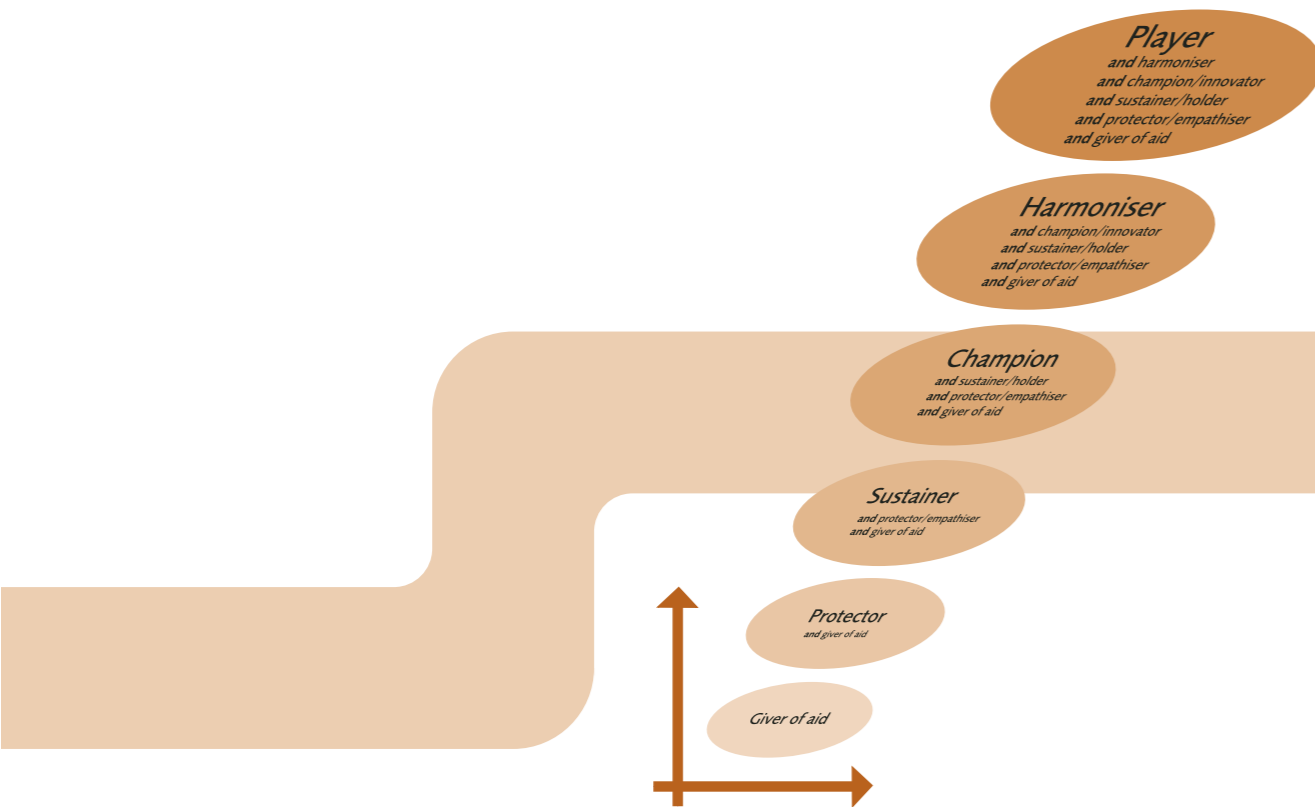 Player
and harmoniser
and champion/innovator
and sustainer/holder
and protector/empathiser
and giver of aid
Harmoniser
and champion/innovator
and sustainer/holder
and protector/empathiser
and giver of aid
Champion
and sustainer/holder
and protector/empathiser
and giver of aid
Sustainer
and protector/empathiser
and giver of aid
Protector
and giver of aid
Giver of aid